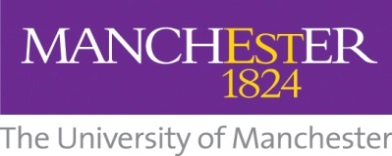 MANCHEstER
1824
The University of Manchester